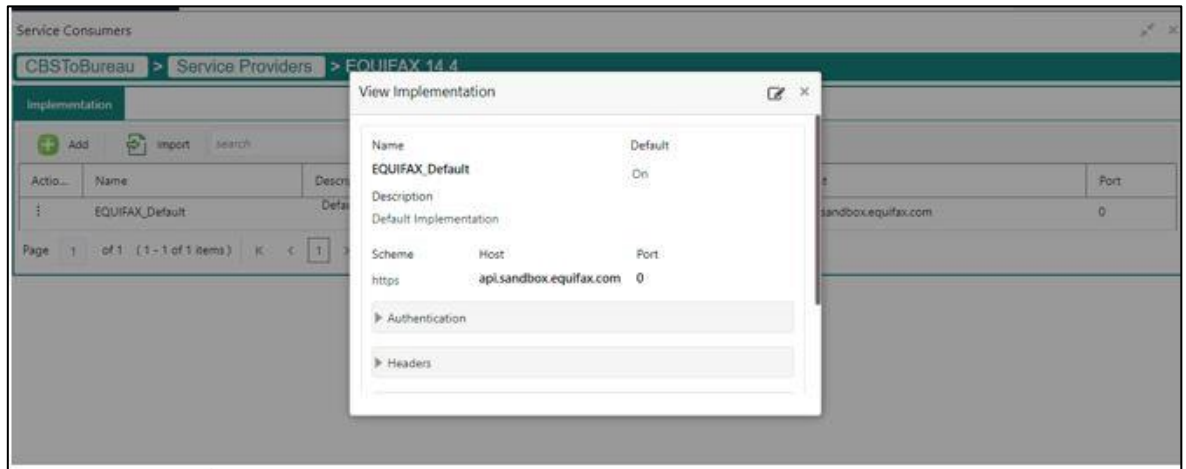 Service Consumers
CBSToBureau > Service Providers > EQUIFAX 14.4
Implementation
View Implementation
Add Import search
Name Default
EQUIFAX_Default On
Description
Default Implementation
Actio... Name Descri Port
EQUIFAX_Default Defau sandbox.equifax.com 0
Page 1 of 1 (1 - 1 of 1 items) K < 1 >
Scheme Host Port
https api.sandbox.equifax.com 0
Authentication
Headers